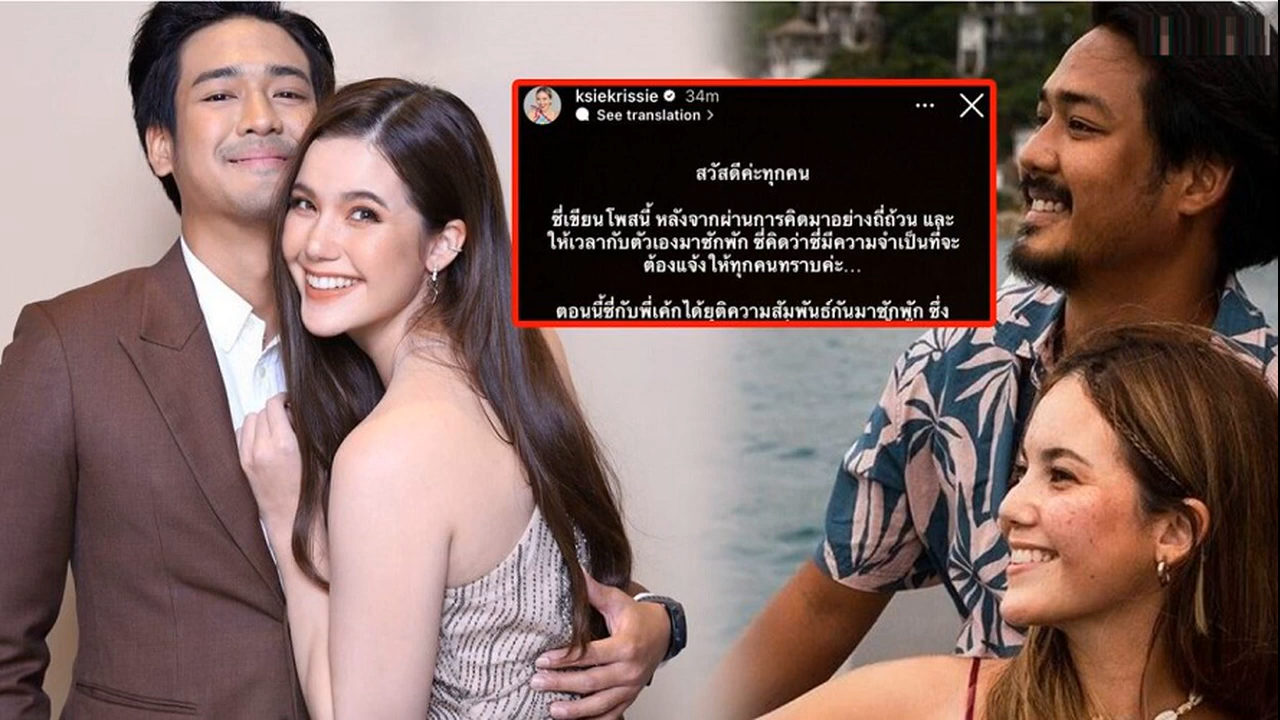 ksiekrissie 34m
See translation >
สวัสดีค่ะทุกคน
ซี่เขียนโพสนี้ หลังจากผ่านการคิดมาอย่างถี่ถ้วน และ
ให้เวลากับตัวเองมาซักพัก ซี่คิดว่าซี่มีความจำเป็นที่จะ
ต้องแจ้งให้ทุกคนทราบค่ะ...
ตอนนี้ซี่กับพี่เค้กได้ยุติความสัมพันธ์กันมาซักพัก ซึ่ง